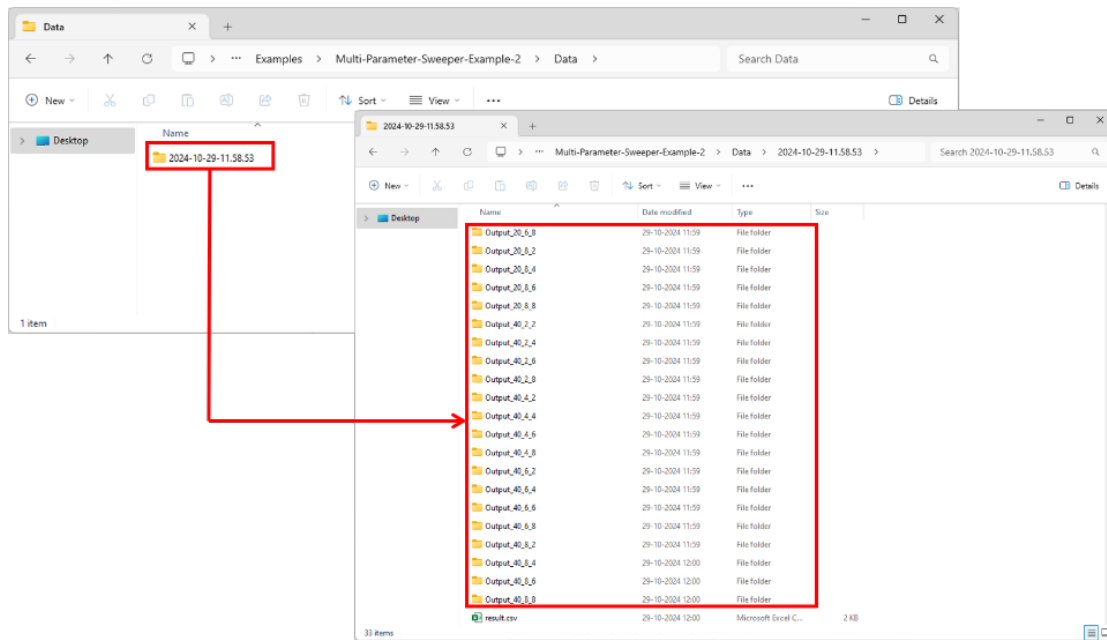 Data
Examples > Multi-Parameter-Sweeper-Example-2 > Data >
Search Data
New
Sort
View
...
Details
Desktop
Name
2024-10-29-11.58.53
1 item
2024-10-29-11.58.53
Multi-Parameter-Sweeper-Example-2 > Data > 2024-10-29-11.58.53 >
Search 2024-10-29-11.58.53
New
Sort
View
...
Details
Desktop
Name Date modified Type Size
Output_20_6_8 29-10-2024 11:59 File folder
Output_20_8_2 29-10-2024 11:59 File folder
Output_20_8_4 29-10-2024 11:59 File folder
Output_20_8_6 29-10-2024 11:59 File folder
Output_20_8_8 29-10-2024 11:59 File folder
Output_40_2_2 29-10-2024 11:59 File folder
Output_40_2_4 29-10-2024 11:59 File folder
Output_40_2_6 29-10-2024 11:59 File folder
Output_40_2_8 29-10-2024 11:59 File folder
Output_40_4_2 29-10-2024 11:59 File folder
Output_40_4_4 29-10-2024 11:59 File folder
Output_40_4_6 29-10-2024 11:59 File folder
Output_40_4_8 29-10-2024 11:59 File folder
Output_40_6_2 29-10-2024 11:59 File folder
Output_40_6_4 29-10-2024 11:59 File folder
Output_40_6_6 29-10-2024 11:59 File folder
Output_40_6_8 29-10-2024 11:59 File folder
Output_40_8_2 29-10-2024 11:59 File folder
Output_40_8_4 29-10-2024 12:00 File folder
Output_40_8_6 29-10-2024 12:00 File folder
Output_40_8_8 29-10-2024 12:00 File folder
result.csv 29-10-2024 12:00 Microsoft Excel C... 2 KB
33 items